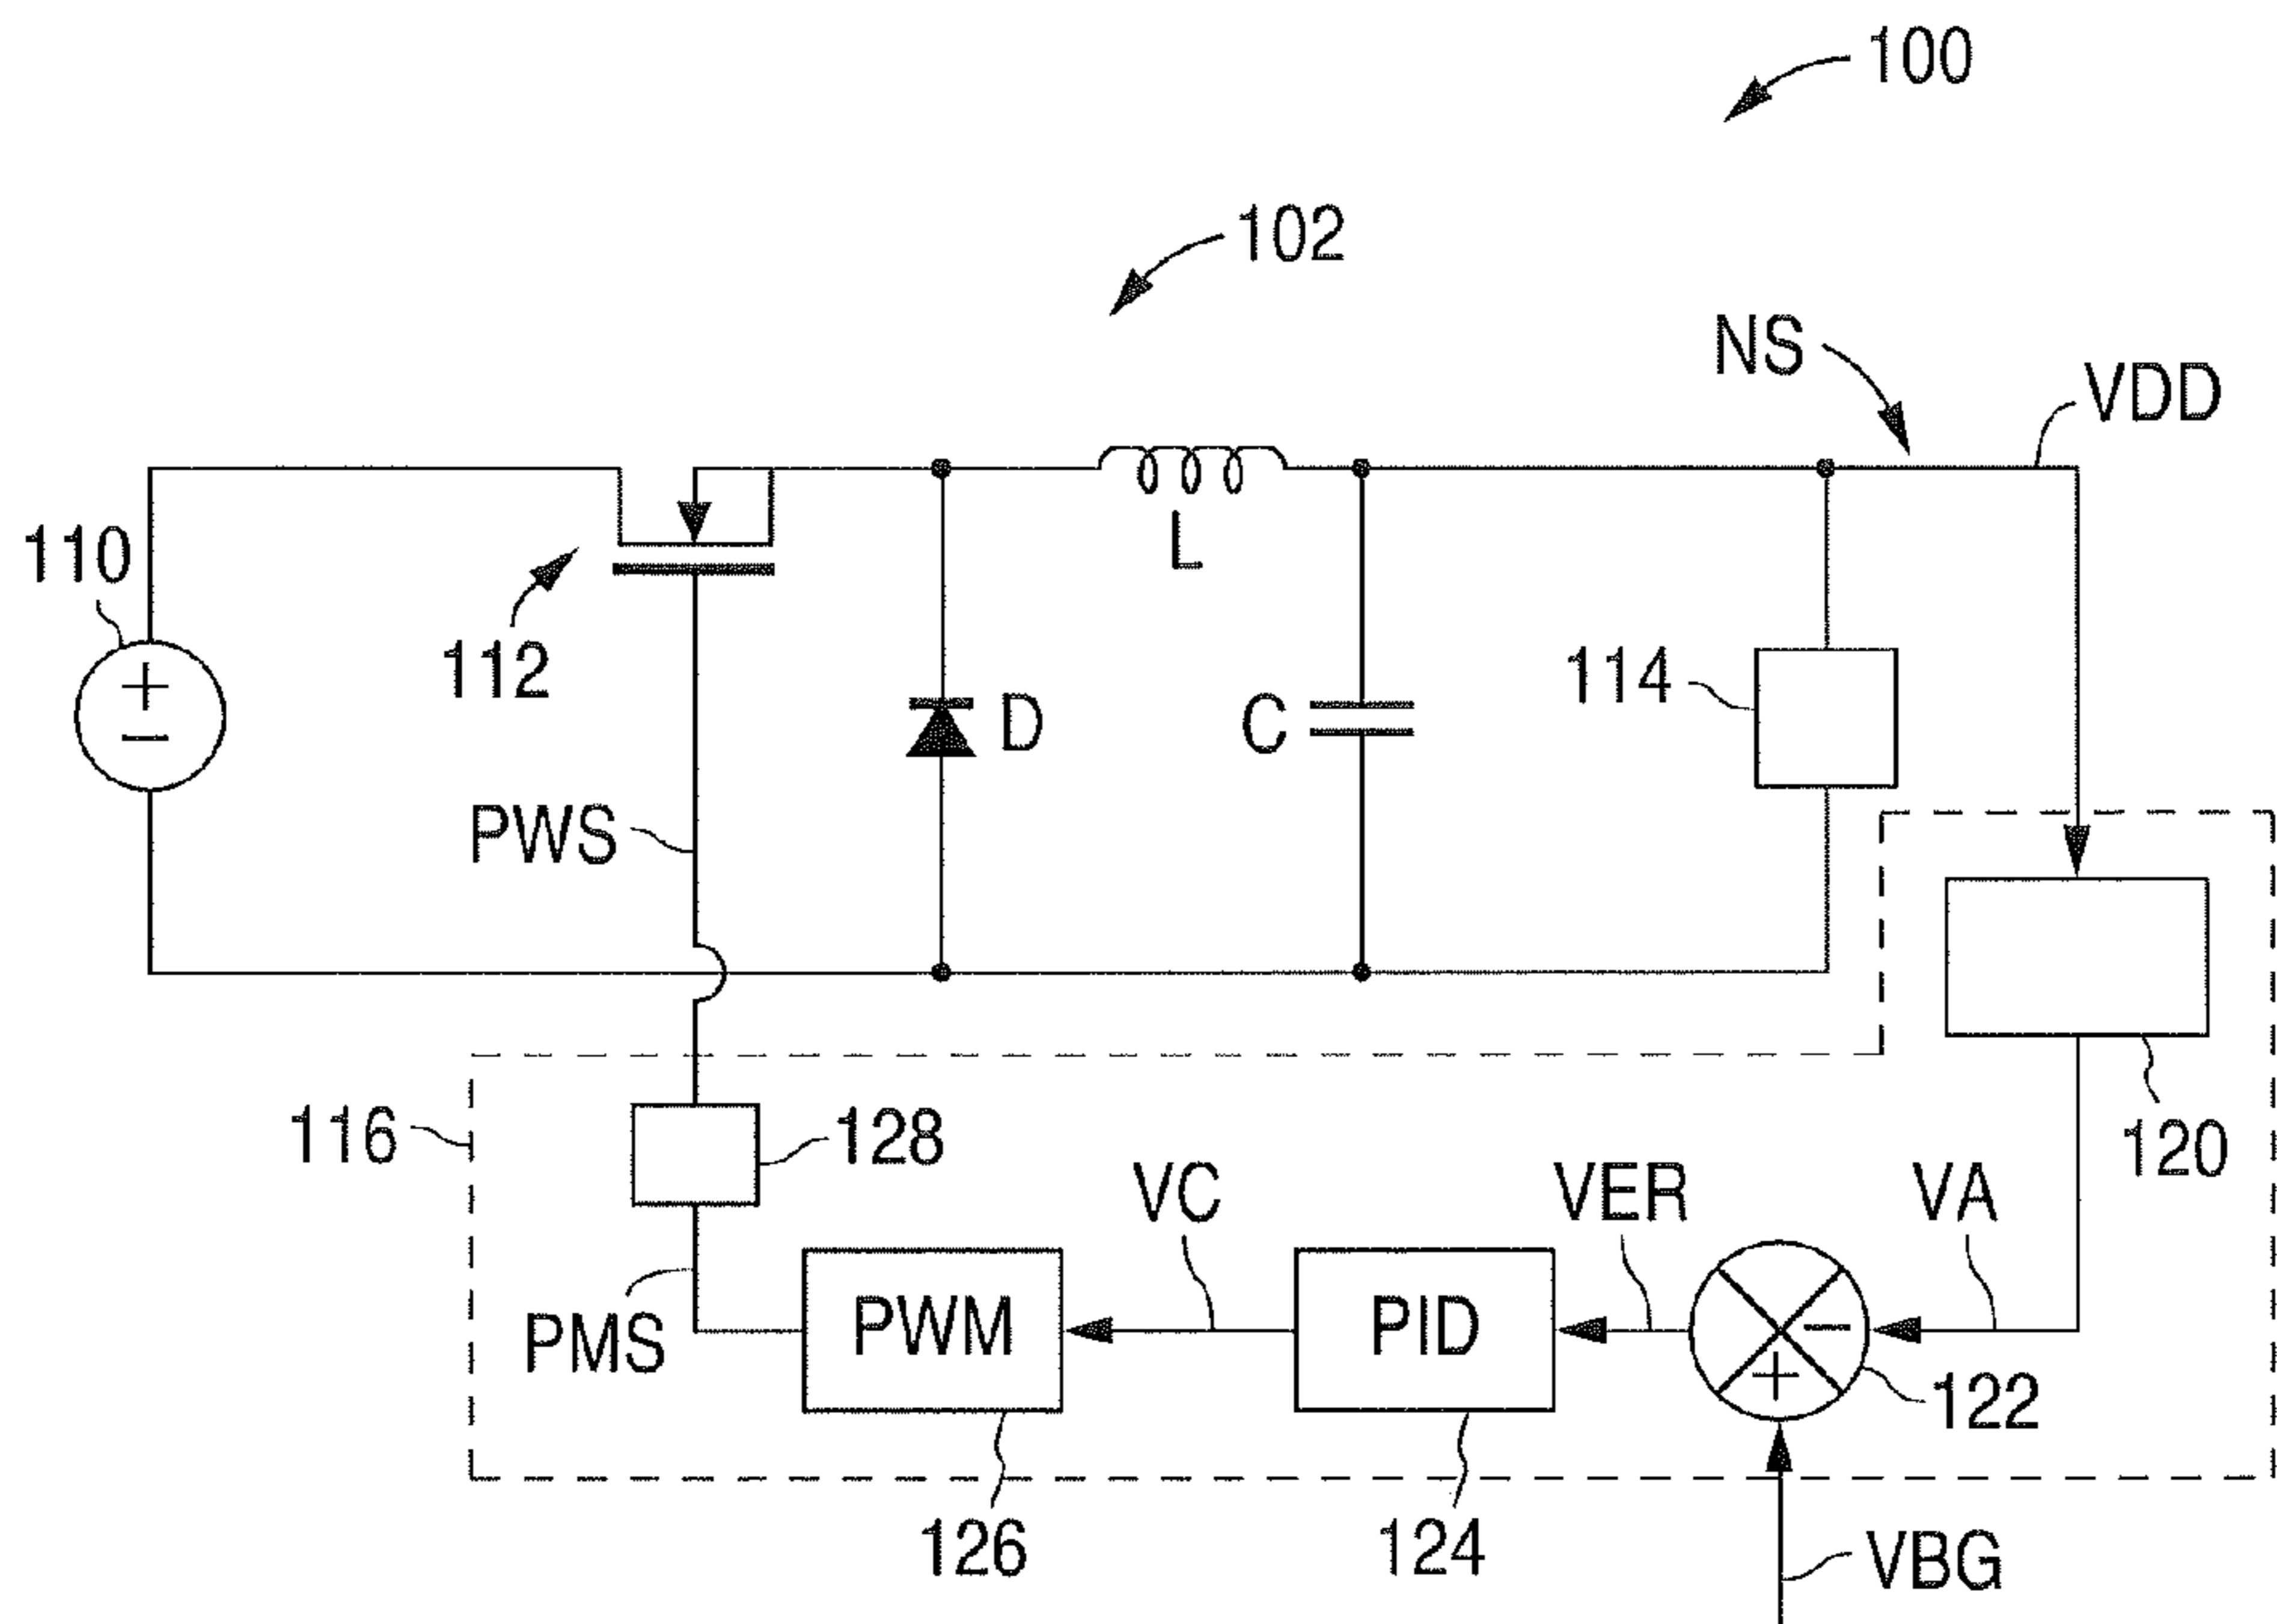 100
102
NS
VDD
110
+
−
112
L
114
D
C
PWS
116
128
120
VC
VER
VA
PMS
PWM
PID
−
+
122
126
124
VBG